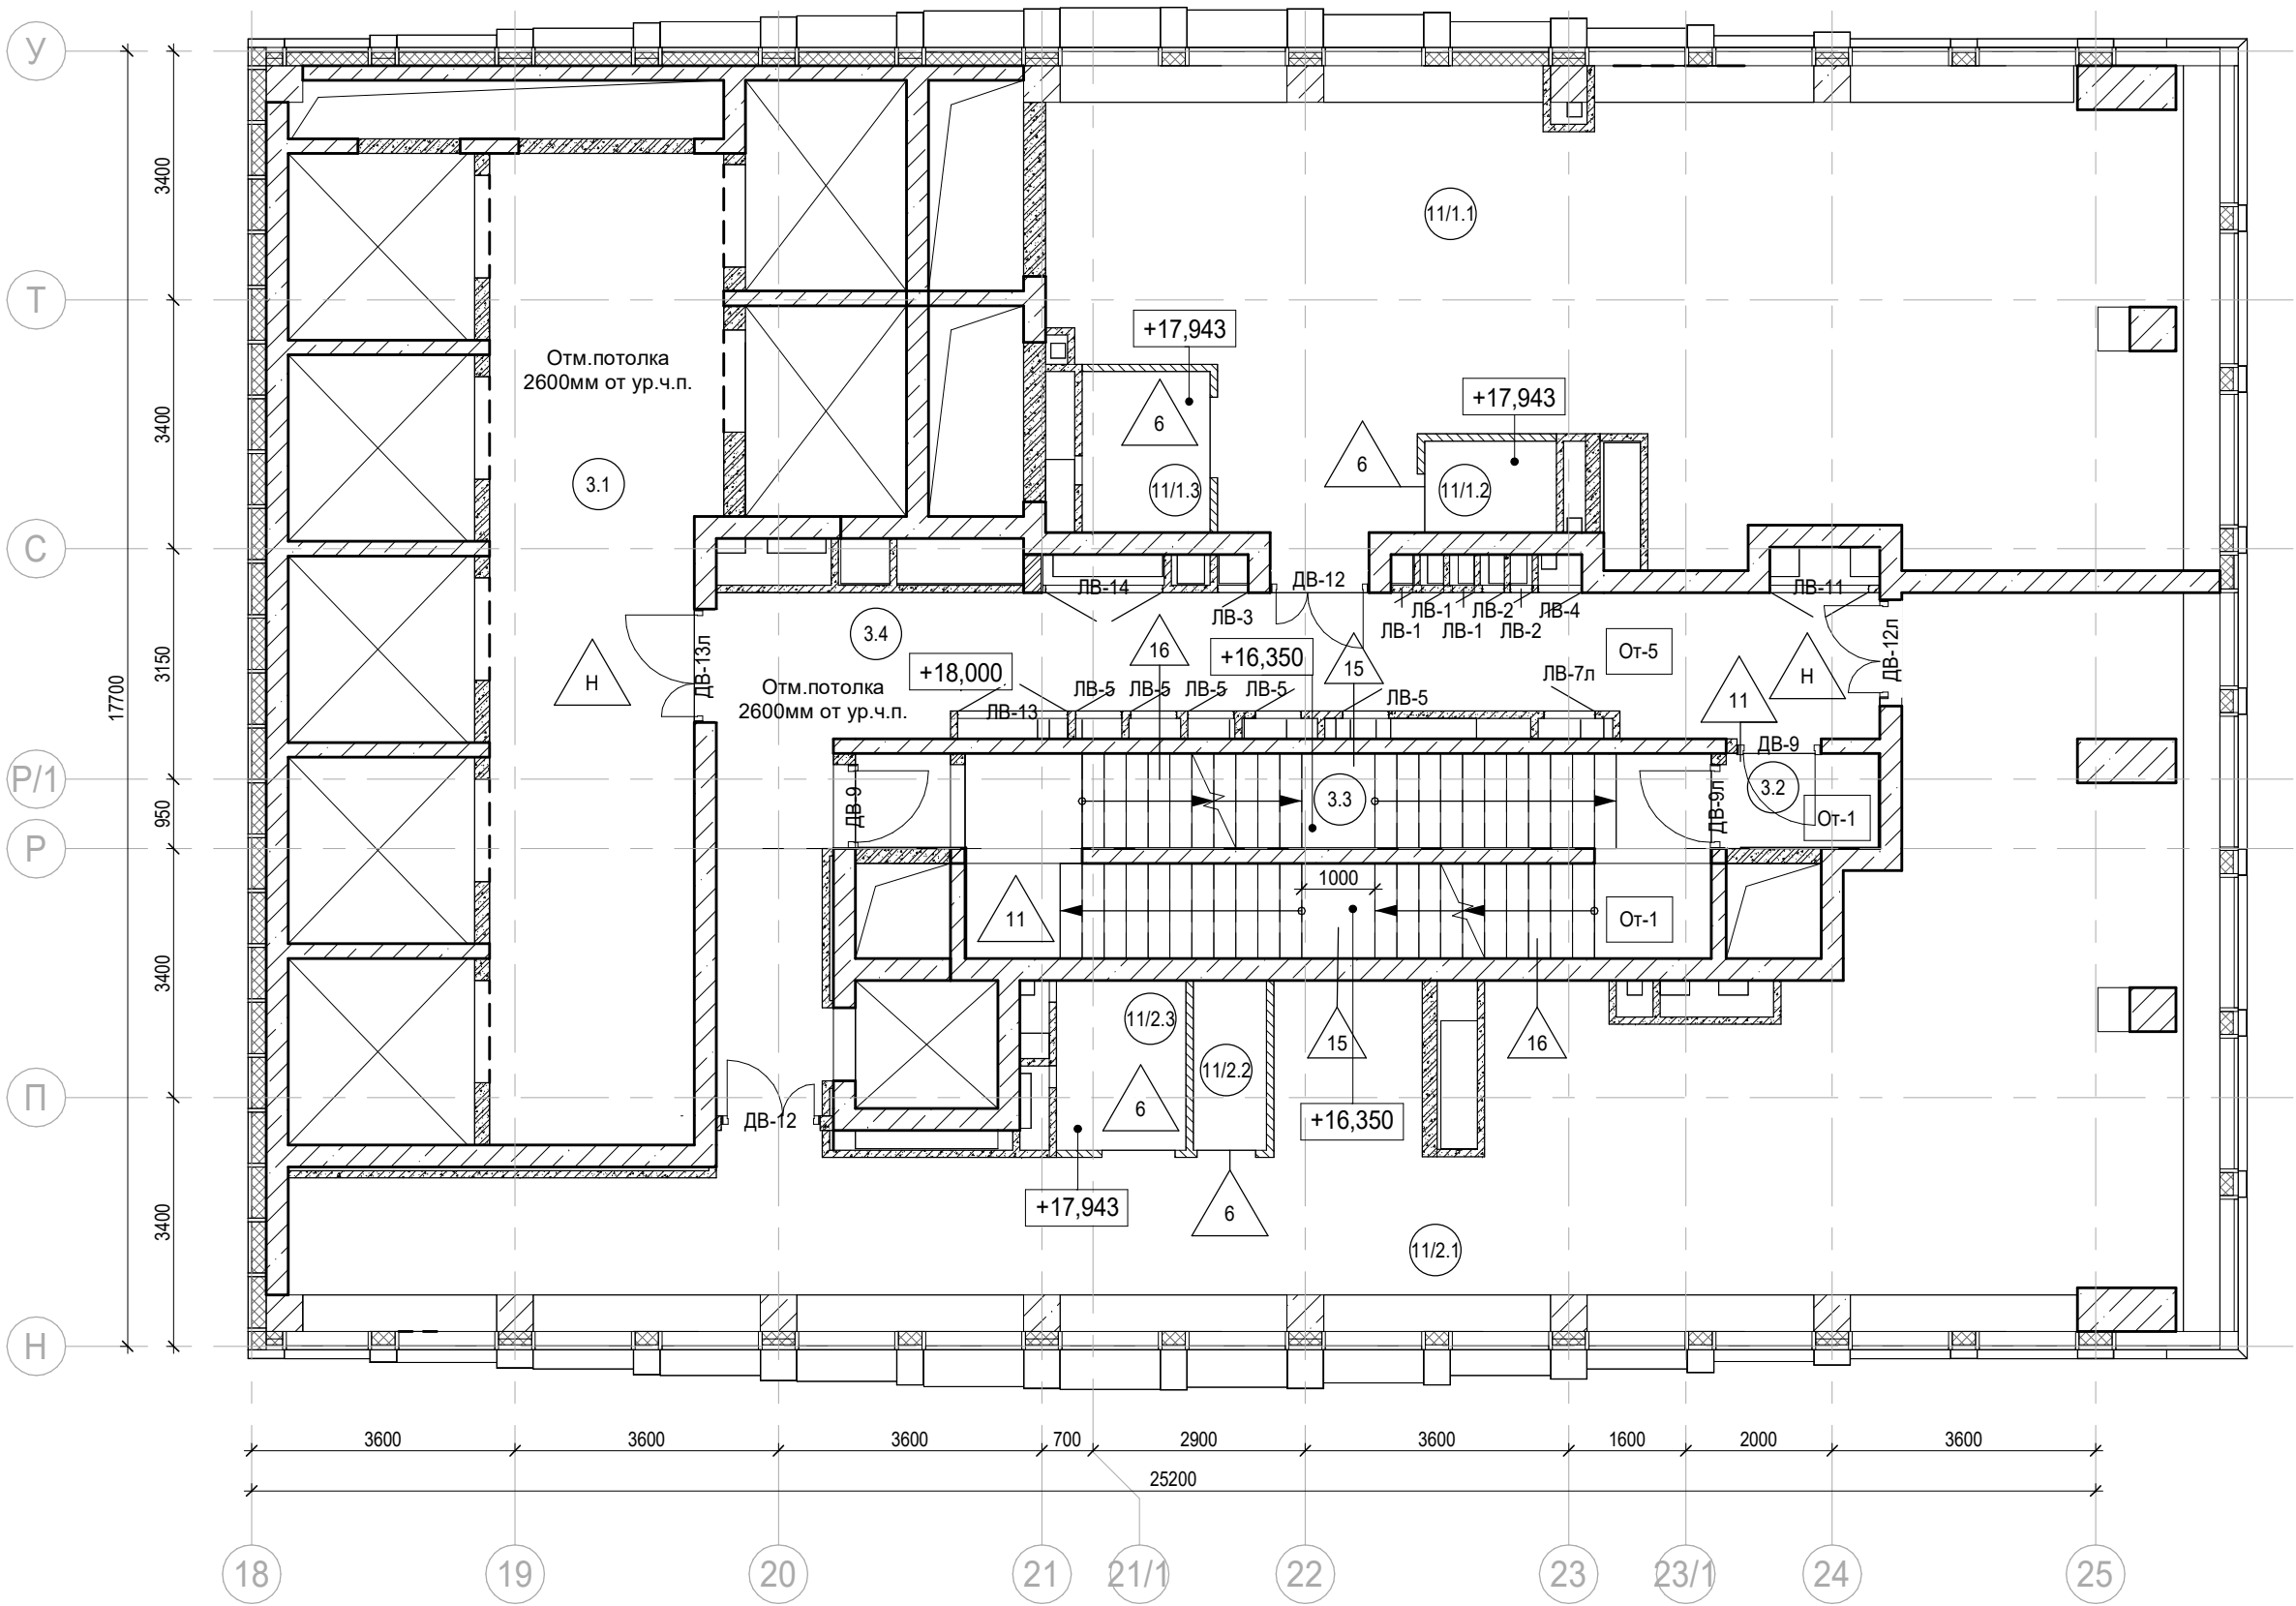 У
3400
11/1.1
Т
+17,943
Отм.потолка
2600мм от ур.ч.п.
+17,943
6
3400
6
3.1
11/1.3
11/1.2
С
ДВ-12
ЛВ-14
ЛВ-11
ЛВ-3
ЛВ-1
ЛВ-2
ЛВ-4
ЛВ-1
ЛВ-1
ЛВ-2
3.4
От-5
ДВ-12л
16
+16,350
15
3150
ДВ-13л
Н
+18,000
Н
17700
Отм.потолка
2600мм от ур.ч.п.
ЛВ-5
ЛВ-5
ЛВ-5
ЛВ-5
ЛВ-5
ЛВ-7л
11
ЛВ-13
ДВ-9
Р/1
3.3
3.2
950
ДВ-9
ДВ-9л
От-1
Р
1000
11
От-1
3400
11/2.3
15
16
11/2.2
П
6
ДВ-12
+16,350
+17,943
6
3400
11/2.1
Н
3600
3600
3600
700
2900
3600
1600
2000
3600
25200
18
19
20
21
21/1
22
23
23/1
24
25